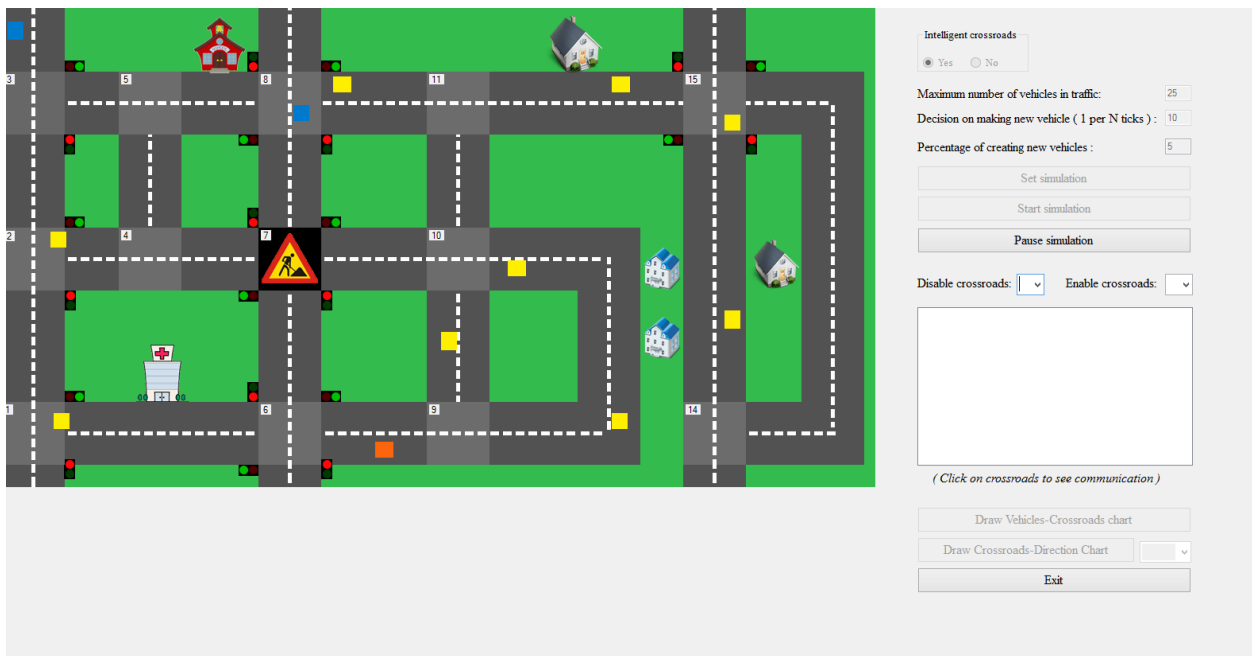 3
5
8
11
15
2
4
7
10
1
6
9
14
Intelligent crossroads
Yes No
Maximum number of vehicles in traffic: 25
Decision on making new vehicle ( 1 per N ticks ) : 10
Percentage of creating new vehicles : 5
Set simulation
Start simulation
Pause simulation
Disable crossroads: Enable crossroads:
( Click on crossroads to see communication )
Draw Vehicles-Crossroads chart
Draw Crossroads-Direction Chart
Exit